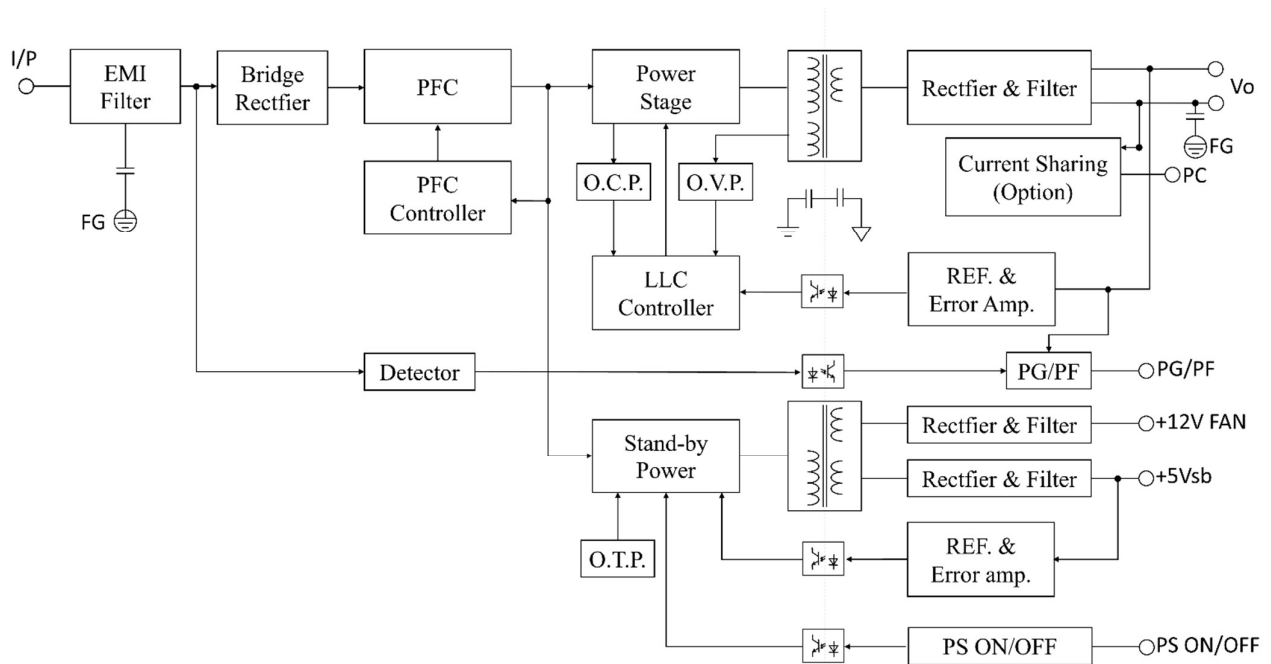 I/P
EMI
Filter
Bridge
Rectfier
PFC
Power
Stage
Rectfier & Filter
Vo
FG
FG
PFC
Controller
O.C.P.
O.V.P.
Current Sharing
(Option)
PC
LLC
Controller
REF. &
Error Amp.
Detector
PG/PF
PG/PF
Stand-by
Power
Rectfier & Filter
+12V FAN
Rectfier & Filter
+5Vsb
O.T.P.
REF. &
Error amp.
PS ON/OFF
PS ON/OFF